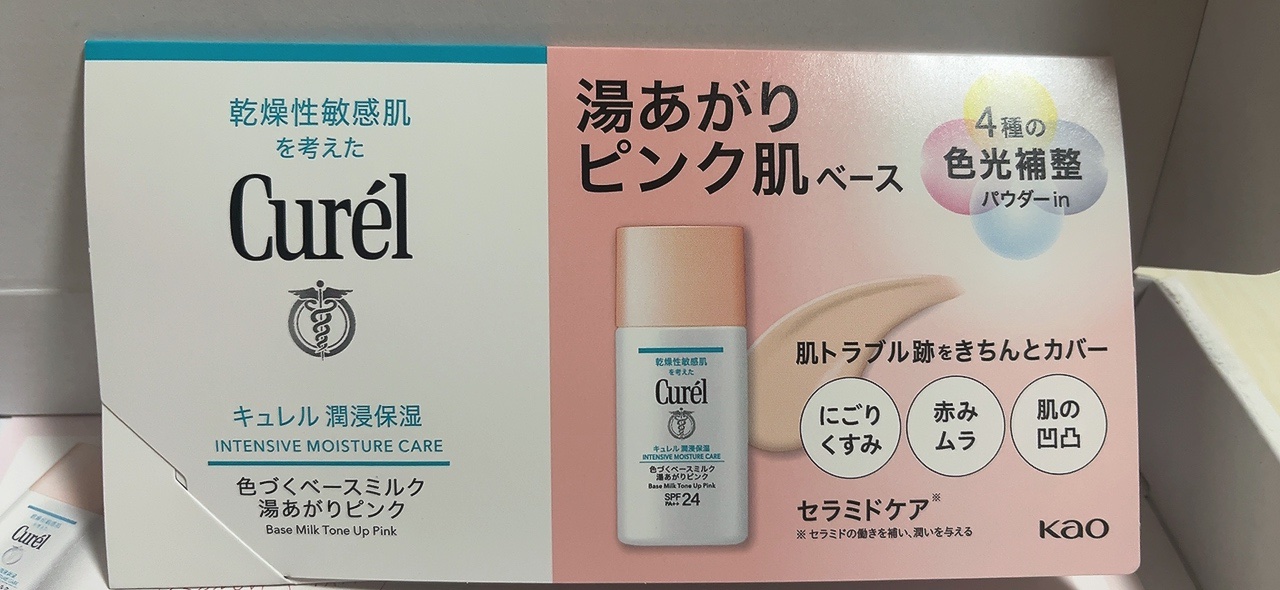 乾燥性敏感肌
を考えた
Curél
キュレル 潤浸保湿
INTENSIVE MOISTURE CARE
色づくベースミルク
湯あがりピンク
Base Milk Tone Up Pink
湯あがり
ピンク肌ベース
4種の
色光補整
パウダーin
乾燥性敏感肌
を考えた
Curél
キュレル 潤浸保湿
INTENSIVE MOISTURE CARE
色づくベースミルク
湯あがりピンク
Base Milk Tone Up Pink
SPF 24
PA++
肌トラブル跡をきちんとカバー
にごり
くすみ
赤み
ムラ
肌の
凹凸
セラミドケア※
※ セラミドの働きを補い、潤いを与える
Kao
Curél